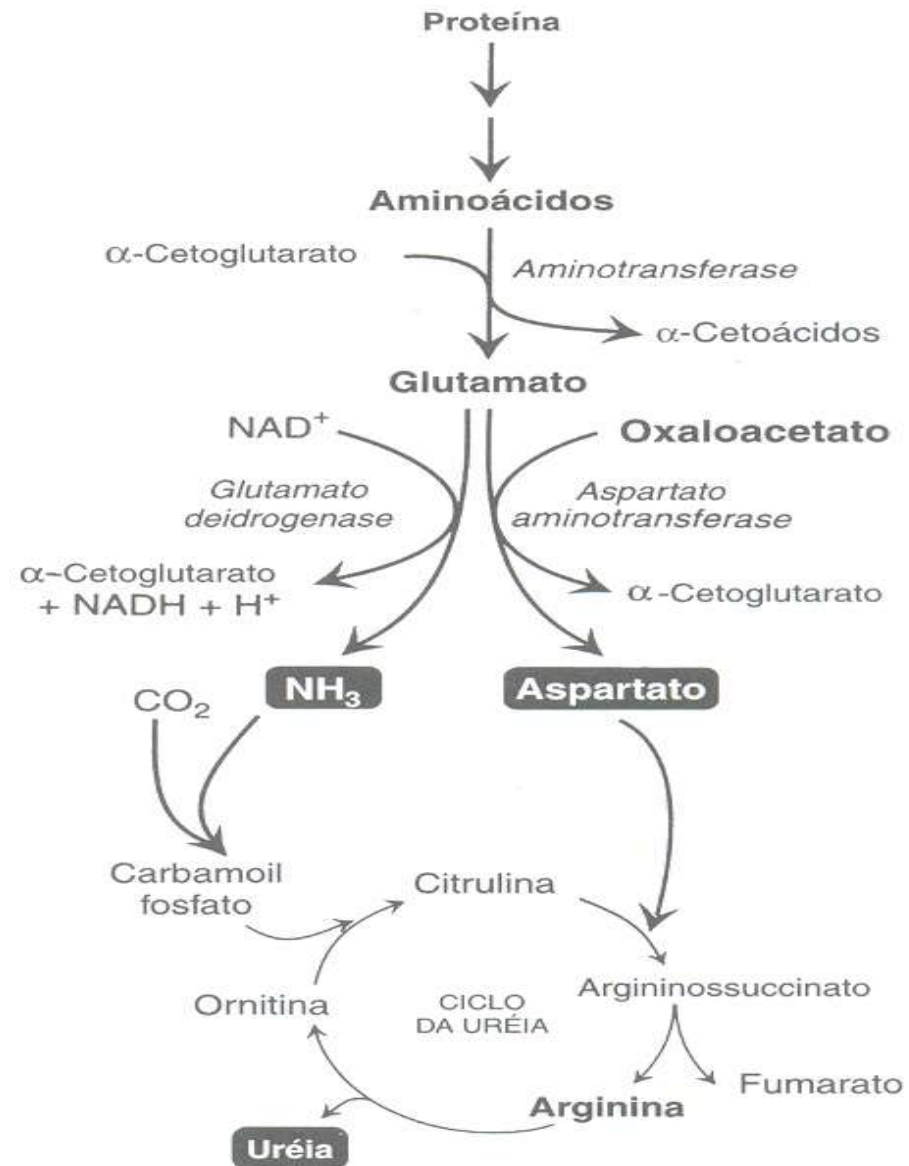 Proteína
Aminoácidos
α-Cetoglutarato
Aminotransferase
α-Cetoácidos
Glutamato
NAD⁺
Oxaloacetato
Glutamato
deidrogenase
Aspartato
aminotransferase
α-Cetoglutarato
+ NADH + H⁺
α-Cetoglutarato
NH₃
Aspartato
CO₂
Carbamoil
fosfato
Citrulina
Ornitina
CICLO
DA URÉIA
Argininossuccinato
Fumarato
Arginina
Uréia